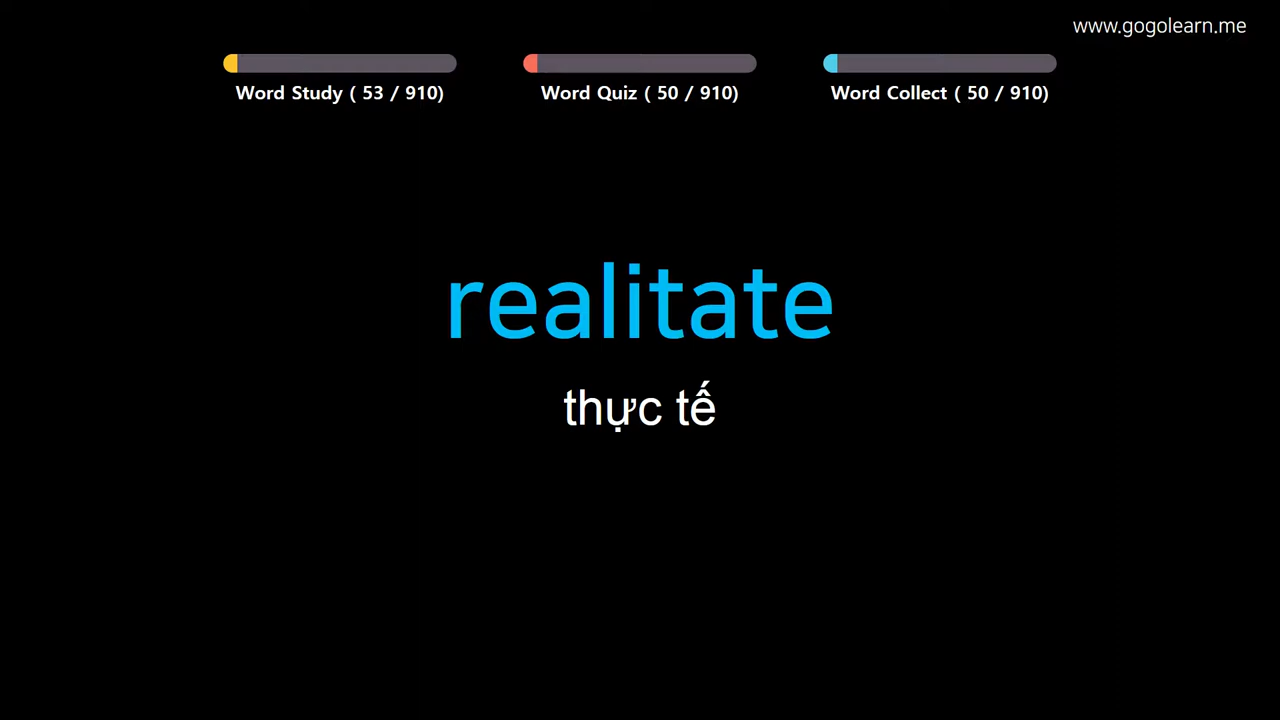 www.gogolearn.me
Word Study ( 53 / 910)
Word Quiz ( 50 / 910)
Word Collect ( 50 / 910)
realitate
thực tế